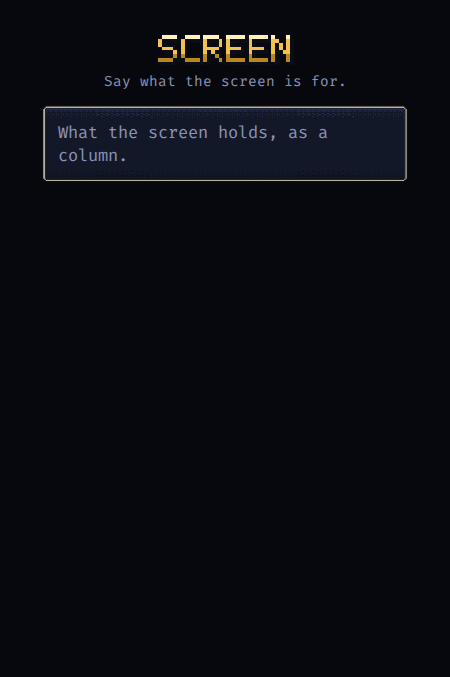 SCREEN
Say what the screen is for.
What the screen holds, as a
column.